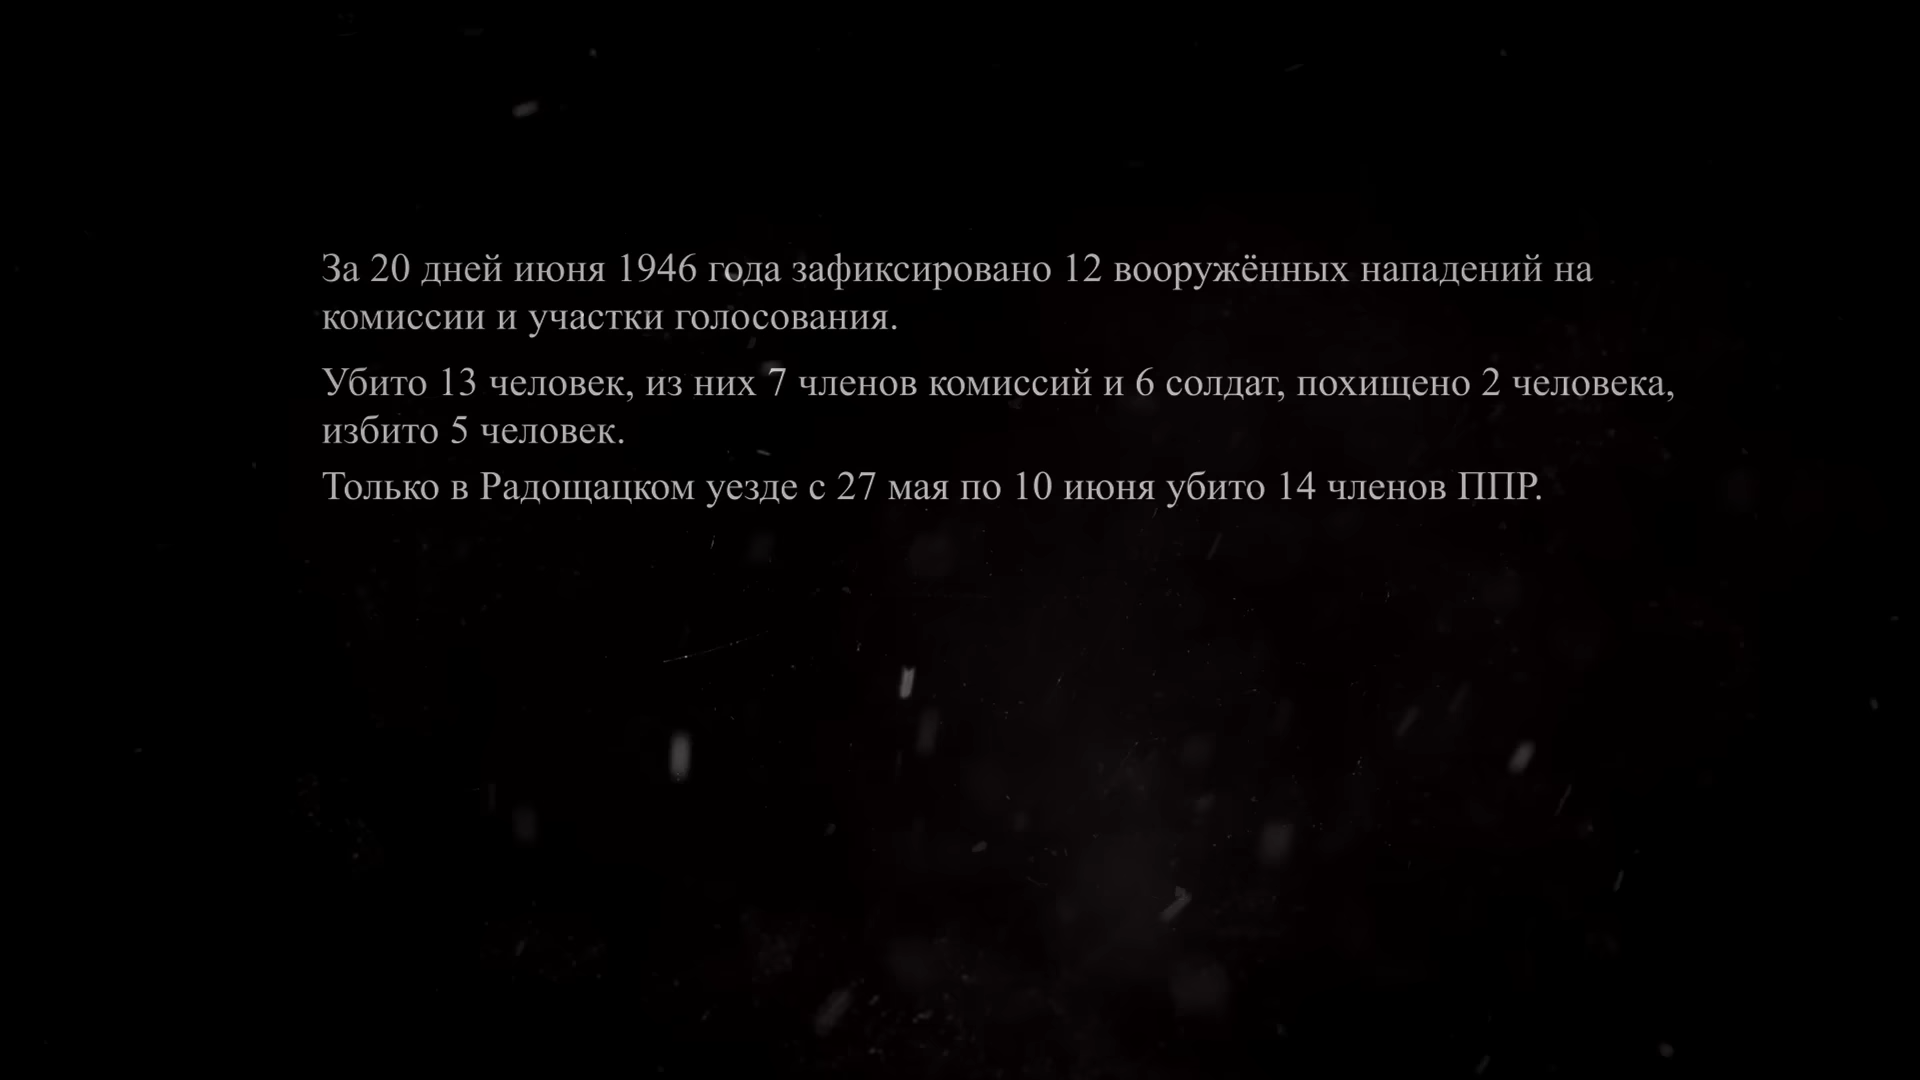 За 20 дней июня 1946 года зафиксировано 12 вооружённых нападений на
комиссии и участки голосования.
Убито 13 человек, из них 7 членов комиссий и 6 солдат, похищено 2 человека,
избито 5 человек.
Только в Радощацком уезде с 27 мая по 10 июня убито 14 членов ППР.